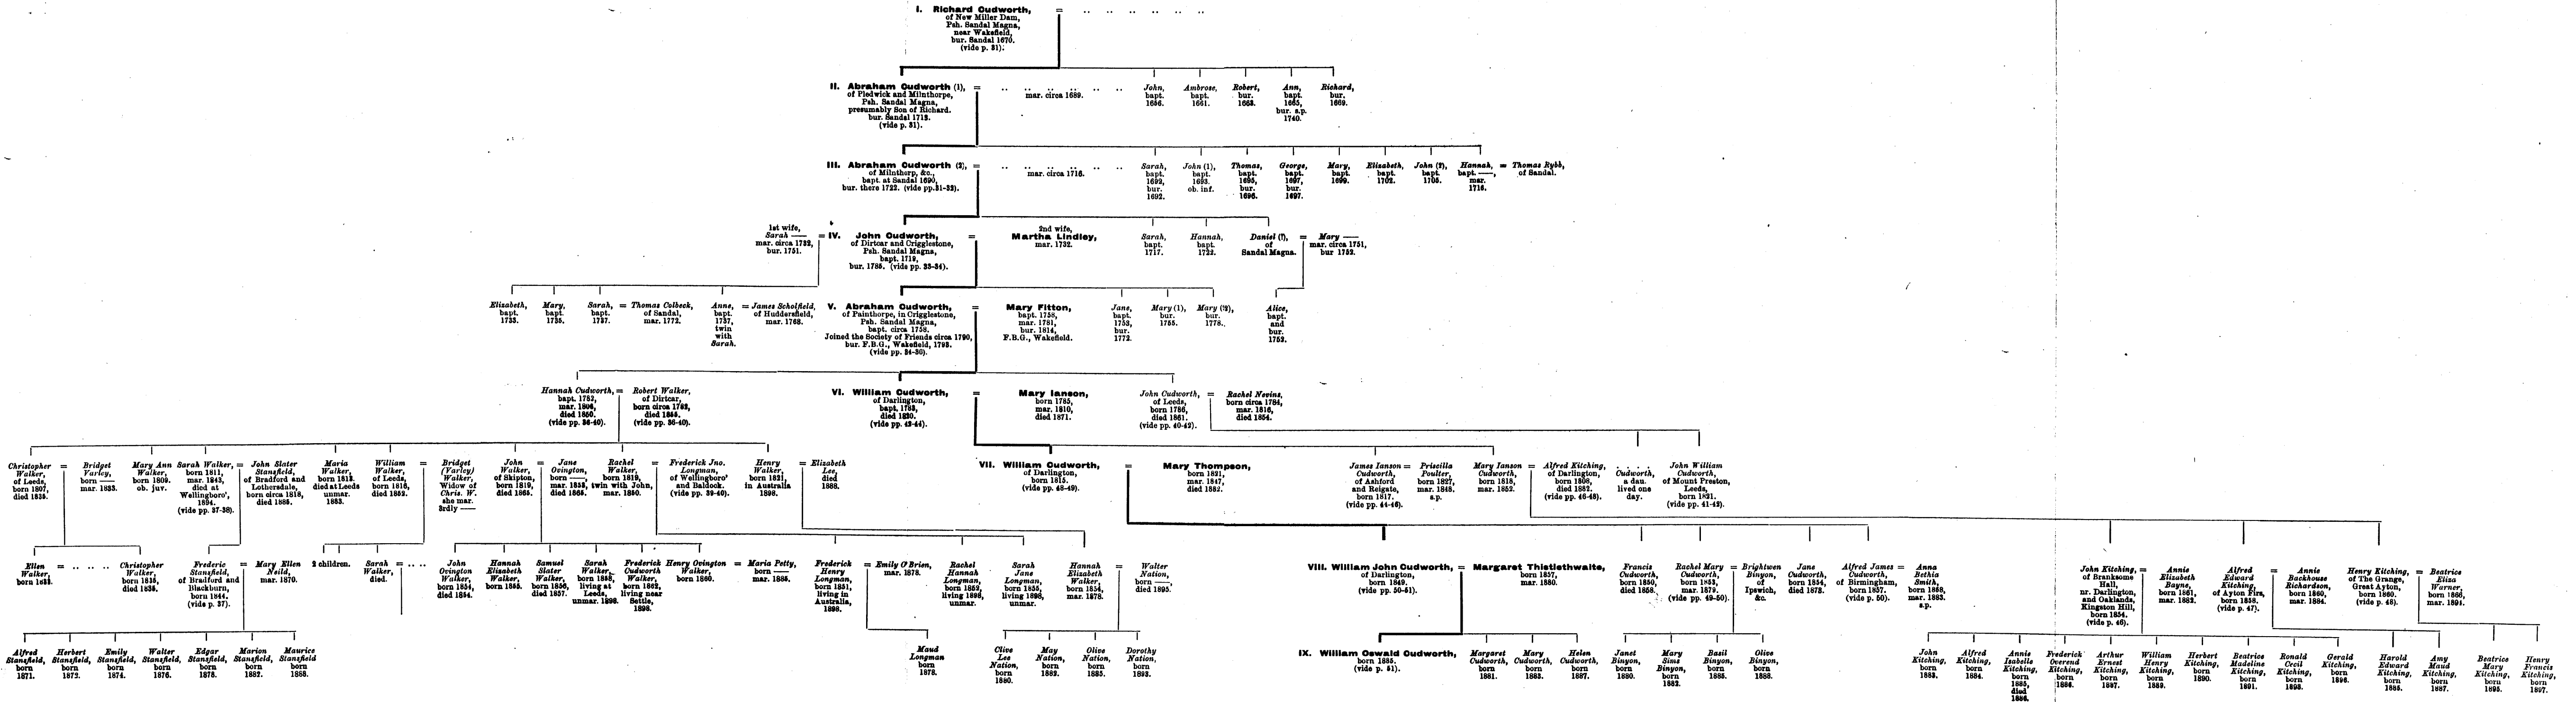 I. Richard Cudworth,
of New Miller Dam,
Psh. Sandal Magna,
near Wakefield,
bur. Sandal 1670.
(vide p. 31).
=
II. Abraham Cudworth (1),
of Pledwick and Milnthorpe,
Psh. Sandal Magna,
presumably Son of Richard.
bur. Sandal 1713.
(vide p. 31).
=
mar. circa 1689.
John,
bapt.
1656.
Ambrose,
bapt.
1661.
Robert,
bur.
1663.
Ann,
bapt.
1665,
bur. s.p.
1740.
Richard,
bur.
1669.
III. Abraham Cudworth (2),
of Milnthorp, &c.,
bapt. at Sandal 1690,
bur. there 1722. (vide pp. 31-32).
=
mar. circa 1716.
Sarah,
bapt.
1692,
bur.
1692.
John (1),
bapt.
1693.
ob. inf.
Thomas,
bapt.
1695,
bur.
1696.
George,
bapt.
1697,
bur.
1697.
Mary,
bapt.
1699.
Elizabeth,
bapt.
1702.
John (2),
bapt.
1705.
Hannah,
bapt. —,
mar.
1716.
= Thomas Rybb,
of Sandal.
1st wife,
Sarah —
mar. circa 1732,
bur. 1751.
= IV. John Cudworth,
of Dirtcar and Crigglestone,
Psh. Sandal Magna,
bapt. 1719,
bur. 1785. (vide pp. 33-34).
=
2nd wife,
Martha Lindley,
mar. 1732.
Sarah,
bapt.
1717.
Hannah,
bapt.
1722.
Daniel (?),
of
Sandal Magna.
= Mary —
mar. circa 1751,
bur 1752.
Elizabeth,
bapt.
1733.
Mary,
bapt.
1735.
Sarah,
bapt.
1737.
= Thomas Colbeck,
of Sandal,
mar. 1772.
Anne,
bapt.
1737,
twin
with
Sarah.
= James Scholfield,
of Huddersfield,
mar. 1768.
V. Abraham Cudworth,
of Painthorpe, in Crigglestone,
Psh. Sandal Magna,
bapt. circa 1758.
Joined the Society of Friends circa 1790,
bur. F.B.G., Wakefield, 1793.
(vide pp. 34-36).
=
Mary Fitton,
bapt. 1758,
mar. 1781,
bur. 1814,
F.B.G., Wakefield.
Jane,
bapt.
1753,
bur.
1772.
Mary (1),
bur.
1755.
Mary (2),
bur.
1778.
Alice,
bapt.
and
bur.
1752.
Hannah Cudworth,
bapt. 1782,
mar. 1806,
died 1850.
(vide pp. 36-40).
= Robert Walker,
of Dirtcar,
born circa 1782,
died 1855.
(vide pp. 36-40).
VI. William Cudworth,
of Darlington,
bapt. 1783,
died 1820.
(vide pp. 42-44).
=
Mary Ianson,
born 1785,
mar. 1810,
died 1871.
John Cudworth,
of Leeds,
born 1786,
died 1861.
(vide pp. 40-42).
=
Rachel Nevins,
born circa 1784,
mar. 1816,
died 1854.
Christopher
Walker,
of Leeds,
born 1807,
died 1835.
=
Bridget
Varley,
born —
mar. 1833.
Mary Ann
Walker,
born 1809.
ob. juv.
Sarah Walker,
born 1811,
mar. 1843,
died at
Wellingboro',
1894.
(vide pp. 37-38).
=
John Slater
Stansfield,
of Bradford and
Lothersdale,
born circa 1818,
died 1885.
Maria
Walker,
born 1813.
died at Leeds
unmar.
1883.
William
Walker,
of Leeds,
born 1816,
died 1852.
=
Bridget
(Varley)
Walker,
Widow of
Chris. W.
she mar.
3rdly —
John
Walker,
of Skipton,
born 1819,
died 1865.
=
Jane
Ovington,
born —,
mar. 1853,
died 1865.
Rachel
Walker,
born 1819,
twin with John,
mar. 1850.
=
Frederick Jno.
Longman,
of Wellingboro'
and Baldock.
(vide pp. 39-40).
Henry
Walker,
born 1821,
in Australia
1898.
= Elizabeth
Lee,
died
1888.
VII. William Cudworth,
of Darlington,
born 1815.
(vide pp. 48-49).
=
Mary Thompson,
born 1821,
mar. 1847,
died 1882.
James Ianson
Cudworth,
of Ashford
and Reigate,
born 1817.
(vide pp. 44-46).
= Priscilla
Poulter,
born 1827,
mar. 1848.
s.p.
Mary Ianson
Cudworth,
born 1818,
mar. 1852.
= Alfred Kitching,
of Darlington,
born 1808,
died 1882.
(vide pp. 46-48).
. . . .
Cudworth,
a dau.
lived one
day.
John William
Cudworth,
of Mount Preston,
Leeds,
born 1821.
(vide pp. 41-42).
Ellen
Walker,
born 1833.
=
Christopher
Walker,
born 1835,
died 1836.
Frederic
Stansfield,
of Bradford and
Blackburn,
born 1844.
(vide p. 37).
=
Mary Ellen
Neild,
mar. 1870.
2 children.
Sarah
Walker,
died.
=
John
Ovington
Walker,
born 1854,
died 1854.
Hannah
Elizabeth
Walker,
born 1855.
Samuel
Slater
Walker,
born 1856,
died 1857.
Sarah
Walker,
born 1858,
living at
Leeds,
unmar. 1898.
Frederick
Cudworth
Walker,
born 1862,
living near
Settle,
1898.
Henry Ovington
Walker,
born 1860.
= Maria Petty,
born —
mar. 1885.
Frederick
Henry
Longman,
born 1851,
living in
Australia,
1898.
= Emily O'Brien,
mar. 1878.
Rachel
Hannah
Longman,
born 1852,
living 1898,
unmar.
Sarah
Jane
Longman,
born 1855,
living 1898,
unmar.
Hannah
Elizabeth
Walker,
born 1854,
mar. 1878.
=
Walter
Nation,
born —,
died 1895.
VIII. William John Cudworth,
of Darlington,
born 1849.
(vide pp. 50-51).
=
Margaret Thistlethwaite,
born 1857,
mar. 1880.
Francis
Cudworth,
born 1850,
died 1858.
Rachel Mary
Cudworth,
born 1853,
mar. 1879.
(vide pp. 49-50).
= Brightwen
Binyon,
of
Ipswich,
&c.
Jane
Cudworth,
born 1854,
died 1878.
Alfred James
Cudworth,
of Birmingham,
born 1857.
(vide p. 50).
= Anna
Bethia
Smith,
born 1858,
mar. 1883.
s.p.
John Kitching,
of Branksome
Hall,
nr. Darlington,
and Oaklands,
Kingston Hill,
born 1854.
(vide p. 46).
=
Annie
Elizabeth
Bayne,
born 1861,
mar. 1882.
Alfred
Edward
Kitching,
of Ayton Firs,
born 1858.
(vide p. 47).
=
Annie
Backhouse
Richardson,
born 1860,
mar. 1884.
Henry Kitching,
of The Grange,
Great Ayton,
born 1860.
(vide p. 48).
= Beatrice
Eliza
Warner,
born 1866,
mar. 1894.
Alfred
Stansfield,
born
1871.
Herbert
Stansfield,
born
1872.
Emily
Stansfield,
born
1874.
Walter
Stansfield,
born
1876.
Edgar
Stansfield,
born
1878.
Marion
Stansfield,
born
1882.
Maurice
Stansfield
born
1888.
Maud
Longman
born
1878.
Clive
Lee
Nation,
born
1880.
May
Nation,
born
1882.
Olive
Nation,
born
1885.
Dorothy
Nation,
born
1893.
IX. William Oswald Cudworth,
born 1885.
(vide p. 51).
Margaret
Cudworth,
born
1881.
Mary
Cudworth,
born
1883.
Helen
Cudworth,
born
1887.
Janet
Binyon,
born
1880.
Mary
Sims
Binyon,
born
1882.
Basil
Binyon,
born
1885.
Olive
Binyon,
born
1888.
John
Kitching,
born
1883.
Alfred
Kitching,
born
1884.
Annie
Isabella
Kitching,
born
1885,
died
1886.
Frederick
Overend
Kitching,
born
1886.
Arthur
Ernest
Kitching,
born
1887.
William
Henry
Kitching,
born
1889.
Herbert
Kitching,
born
1890.
Beatrice
Madeline
Kitching,
born
1891.
Ronald
Cecil
Kitching,
born
1893.
Gerald
Kitching,
born
1896.
Harold
Edward
Kitching,
born
1885.
Amy
Maud
Kitching,
born
1887.
Beatrice
Mary
Kitching,
born
1895.
Henry
Francis
Kitching,
born
1897.